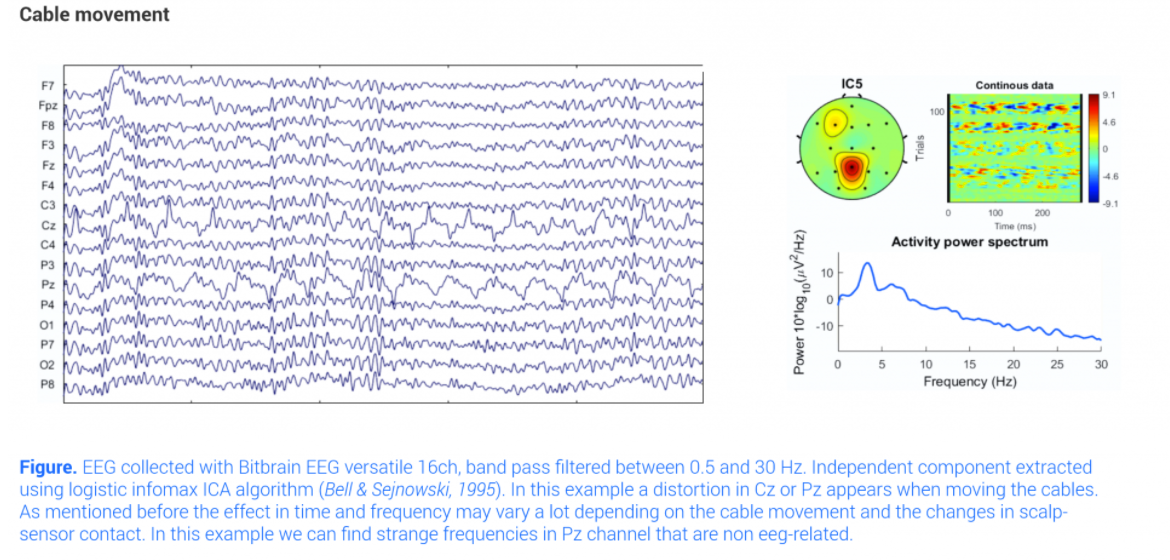 Cable movement
F7
Fpz
F8
F3
Fz
F4
C3
Cz
C4
P3
Pz
P4
O1
P7
O2
P8
IC5
Continous data
100
Trials
9.1
4.6
0
-4.6
-9.1
0 100 200
Time (ms)
Activity power spectrum
Power 10*log10(μV2/Hz)
10
0
-10
0 5 10 15 20 25 30
Frequency (Hz)
Figure. EEG collected with Bitbrain EEG versatile 16ch, band pass filtered between 0.5 and 30 Hz. Independent component extracted
using logistic infomax ICA algorithm (Bell & Sejnowski, 1995). In this example a distortion in Cz or Pz appears when moving the cables.
As mentioned before the effect in time and frequency may vary a lot depending on the cable movement and the changes in scalp-
sensor contact. In this example we can find strange frequencies in Pz channel that are non eeg-related.